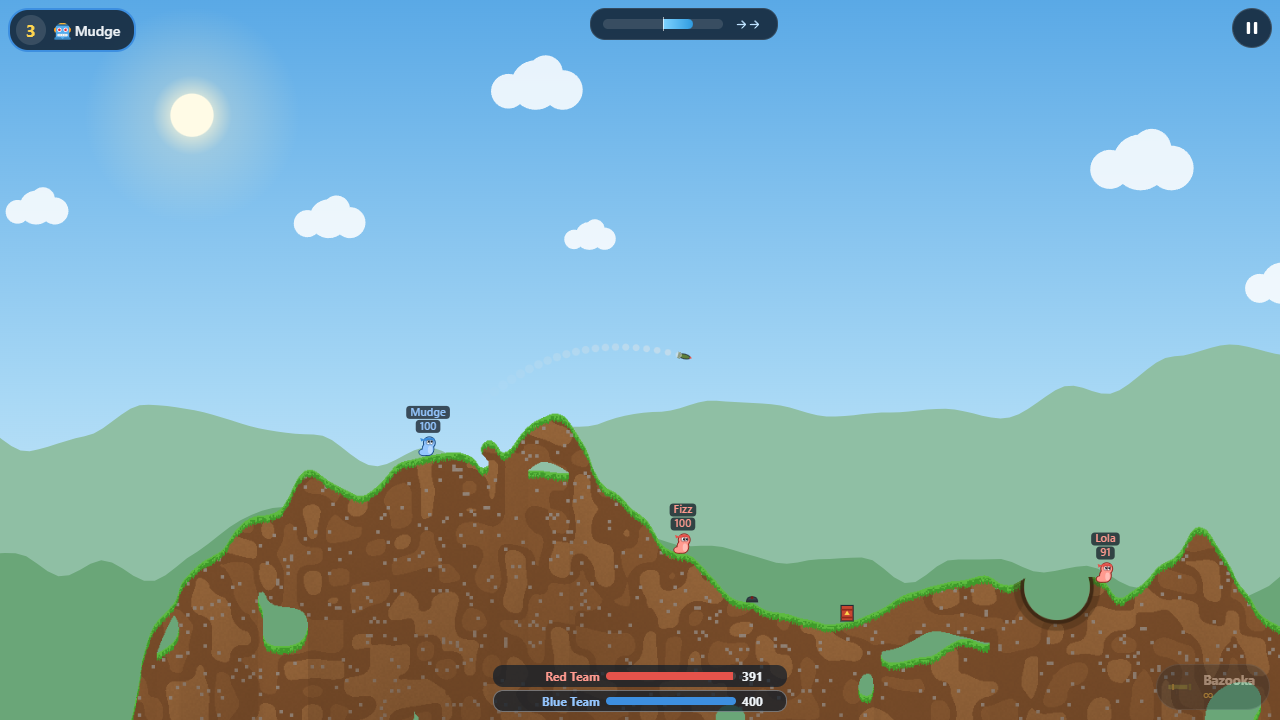 3 Mudge
→→
Mudge
100
Fizz
100
Lola
91
Red Team 391
Blue Team 400
Bazooka
∞